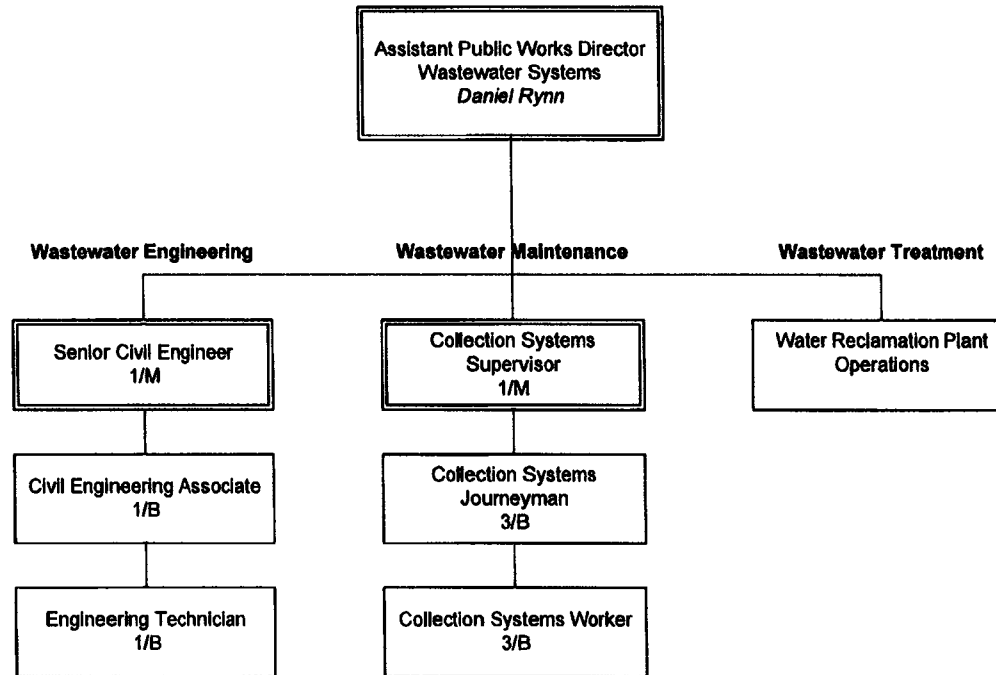 Assistant Public Works Director
Wastewater Systems
Daniel Rynn
Wastewater Engineering
Wastewater Maintenance
Wastewater Treatment
Senior Civil Engineer
1/M
Collection Systems
Supervisor
1/M
Water Reclamation Plant
Operations
Civil Engineering Associate
1/B
Collection Systems
Journeyman
3/B
Engineering Technician
1/B
Collection Systems Worker
3/B